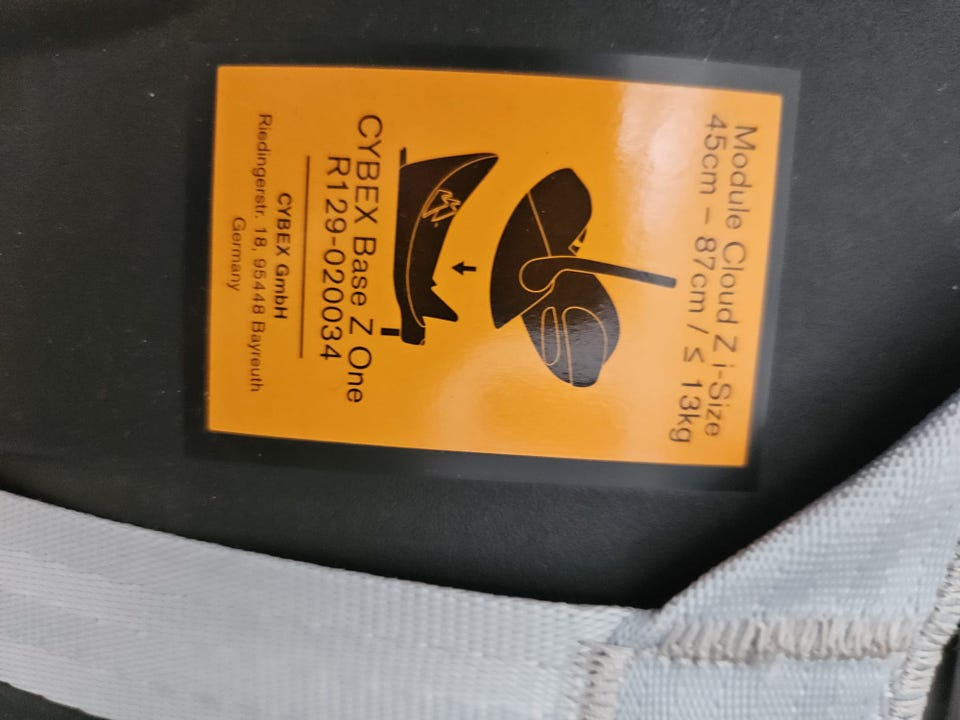 Module Cloud Z i-Size
45cm – 87cm / ≤ 13kg
CYBEX Base Z One
R129-020034
CYBEX GmbH
Riedingerstr. 18, 95448 Bayreuth
Germany